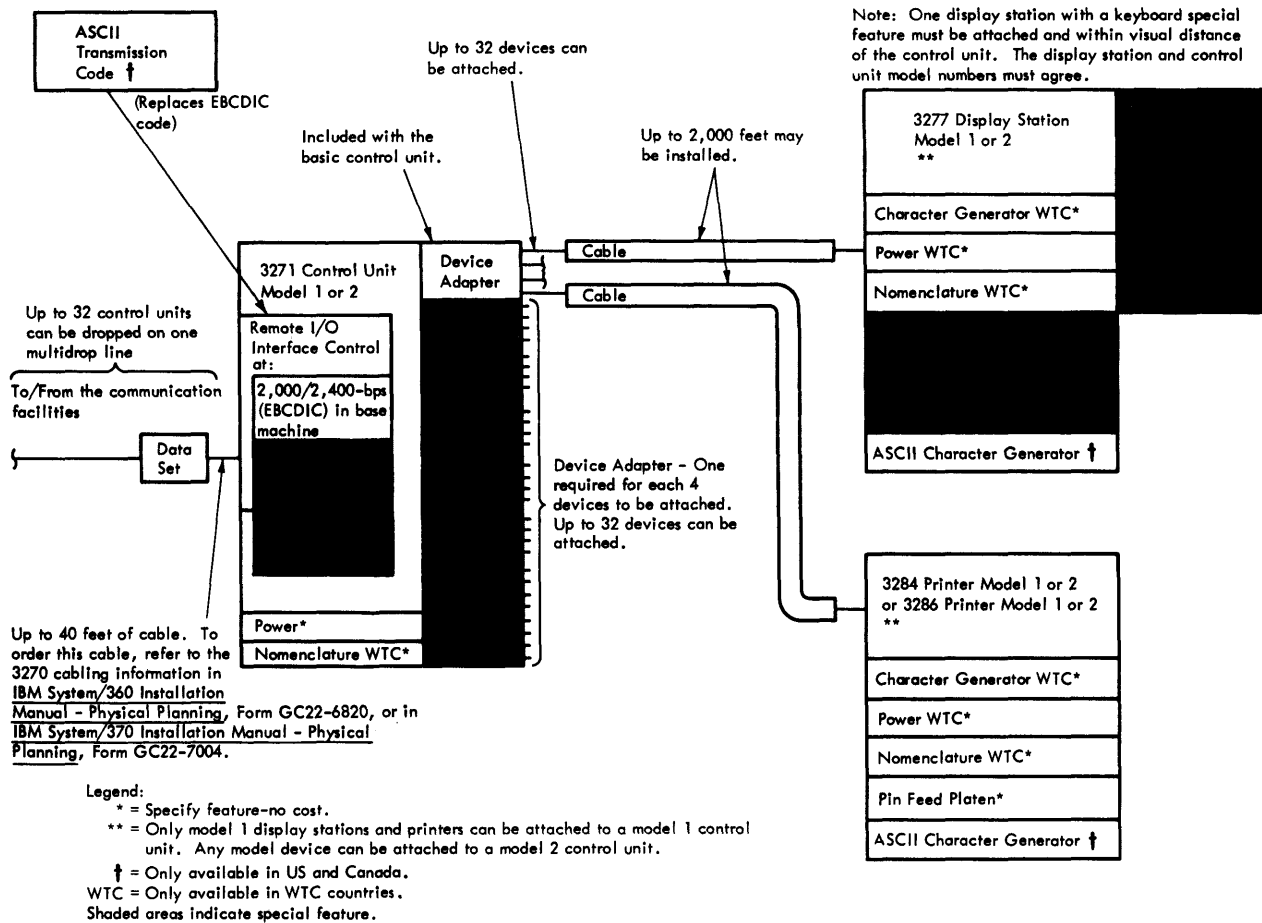 ASCII
Transmission
Code †
(Replaces EBCDIC
code)
Up to 32 devices can
be attached.
Note: One display station with a keyboard special
feature must be attached and within visual distance
of the control unit. The display station and control
unit model numbers must agree.
Included with the
basic control unit.
Up to 2,000 feet may
be installed.
3277 Display Station
Model 1 or 2
**
Character Generator WTC*
Power WTC*
Nomenclature WTC*
ASCII Character Generator †
3271 Control Unit
Model 1 or 2
Device
Adapter
Cable
Cable
Up to 32 control units
can be dropped on one
multidrop line
To/From the communication
facilities
Remote I/O
Interface Control
at:
2,000/2,400-bps
(EBCDIC) in base
machine
Data
Set
Device Adapter - One
required for each 4
devices to be attached.
Up to 32 devices can be
attached.
Power*
Nomenclature WTC*
3284 Printer Model 1 or 2
or 3286 Printer Model 1 or 2
**
Character Generator WTC*
Power WTC*
Nomenclature WTC*
Pin Feed Platen*
ASCII Character Generator †
Up to 40 feet of cable. To
order this cable, refer to the
3270 cabling information in
IBM System/360 Installation
Manual - Physical Planning, Form GC22-6820, or in
IBM System/370 Installation Manual - Physical
Planning, Form GC22-7004.
Legend:
* = Specify feature-no cost.
** = Only model 1 display stations and printers can be attached to a model 1 control
unit. Any model device can be attached to a model 2 control unit.
† = Only available in US and Canada.
WTC = Only available in WTC countries.
Shaded areas indicate special feature.